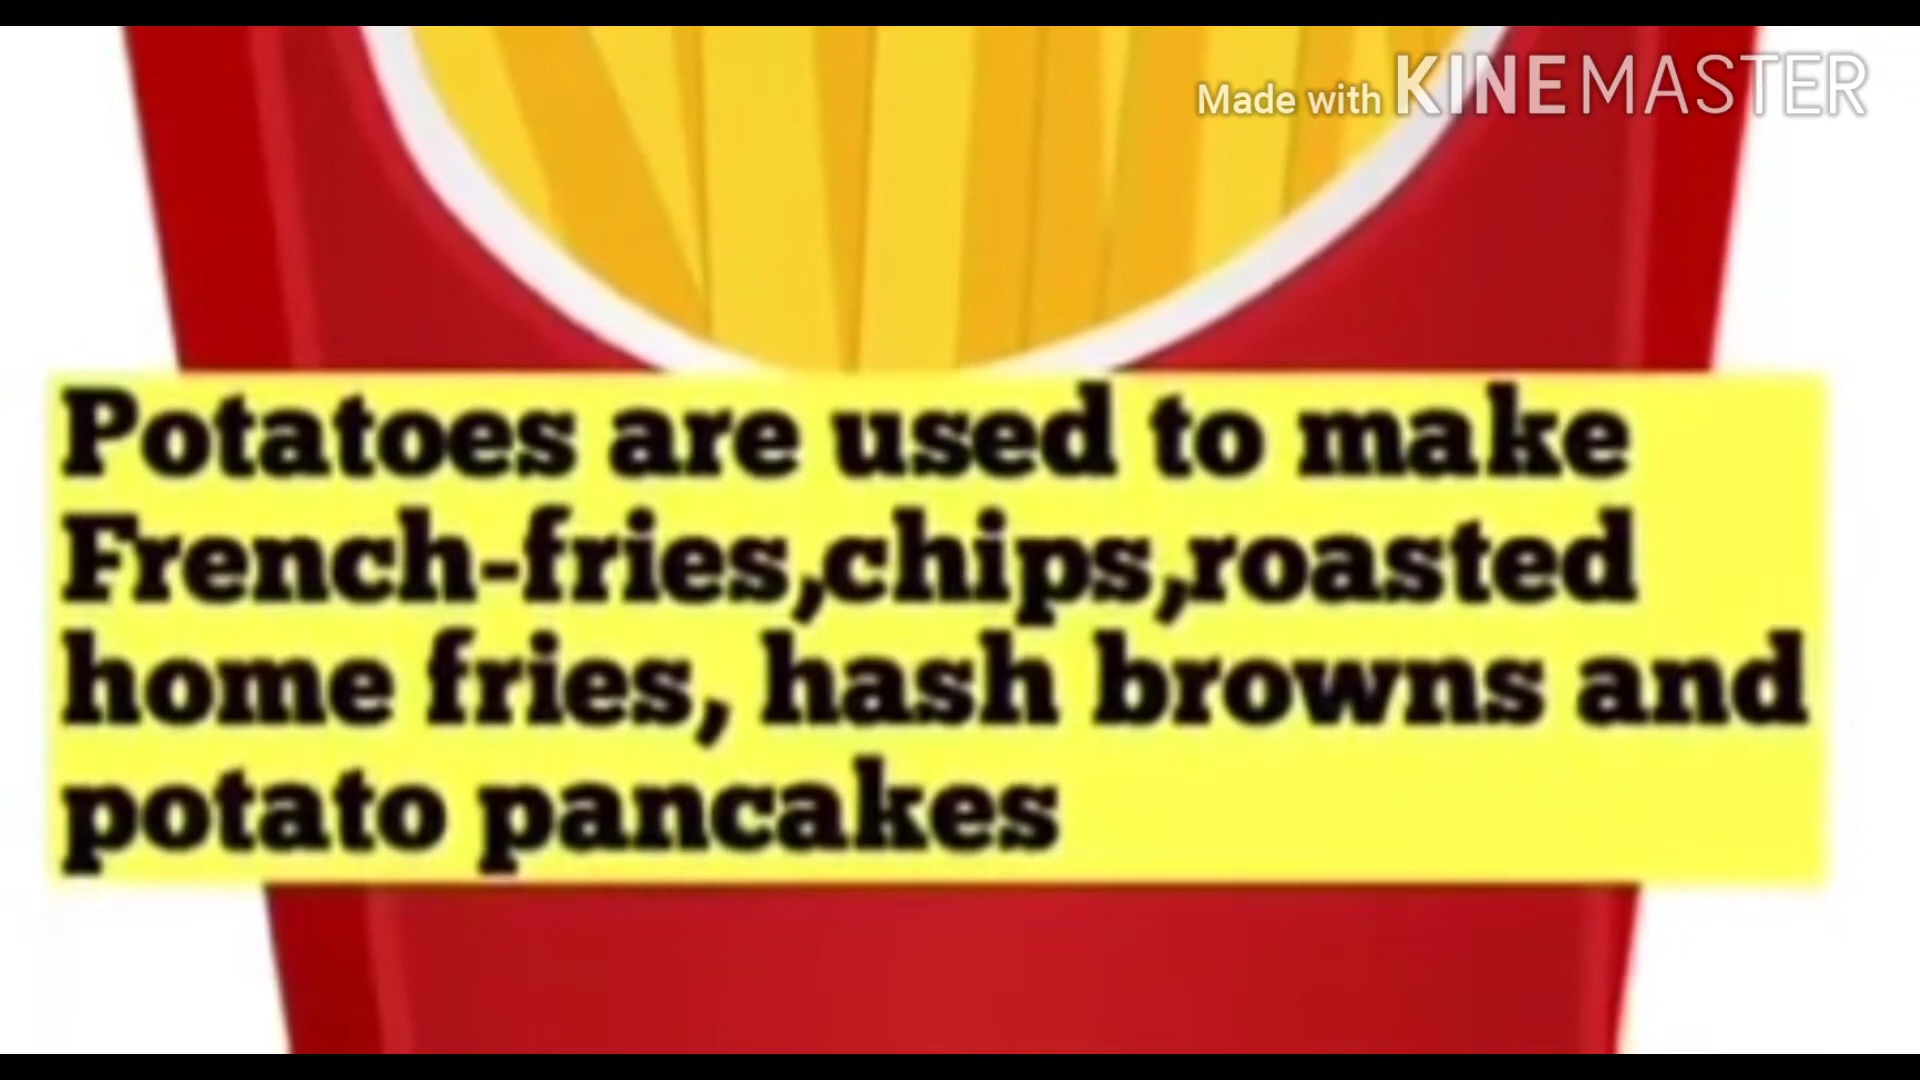 Made with KINEMASTER
Potatoes are used to make
French-fries,chips,roasted
home fries, hash browns and
potato pancakes